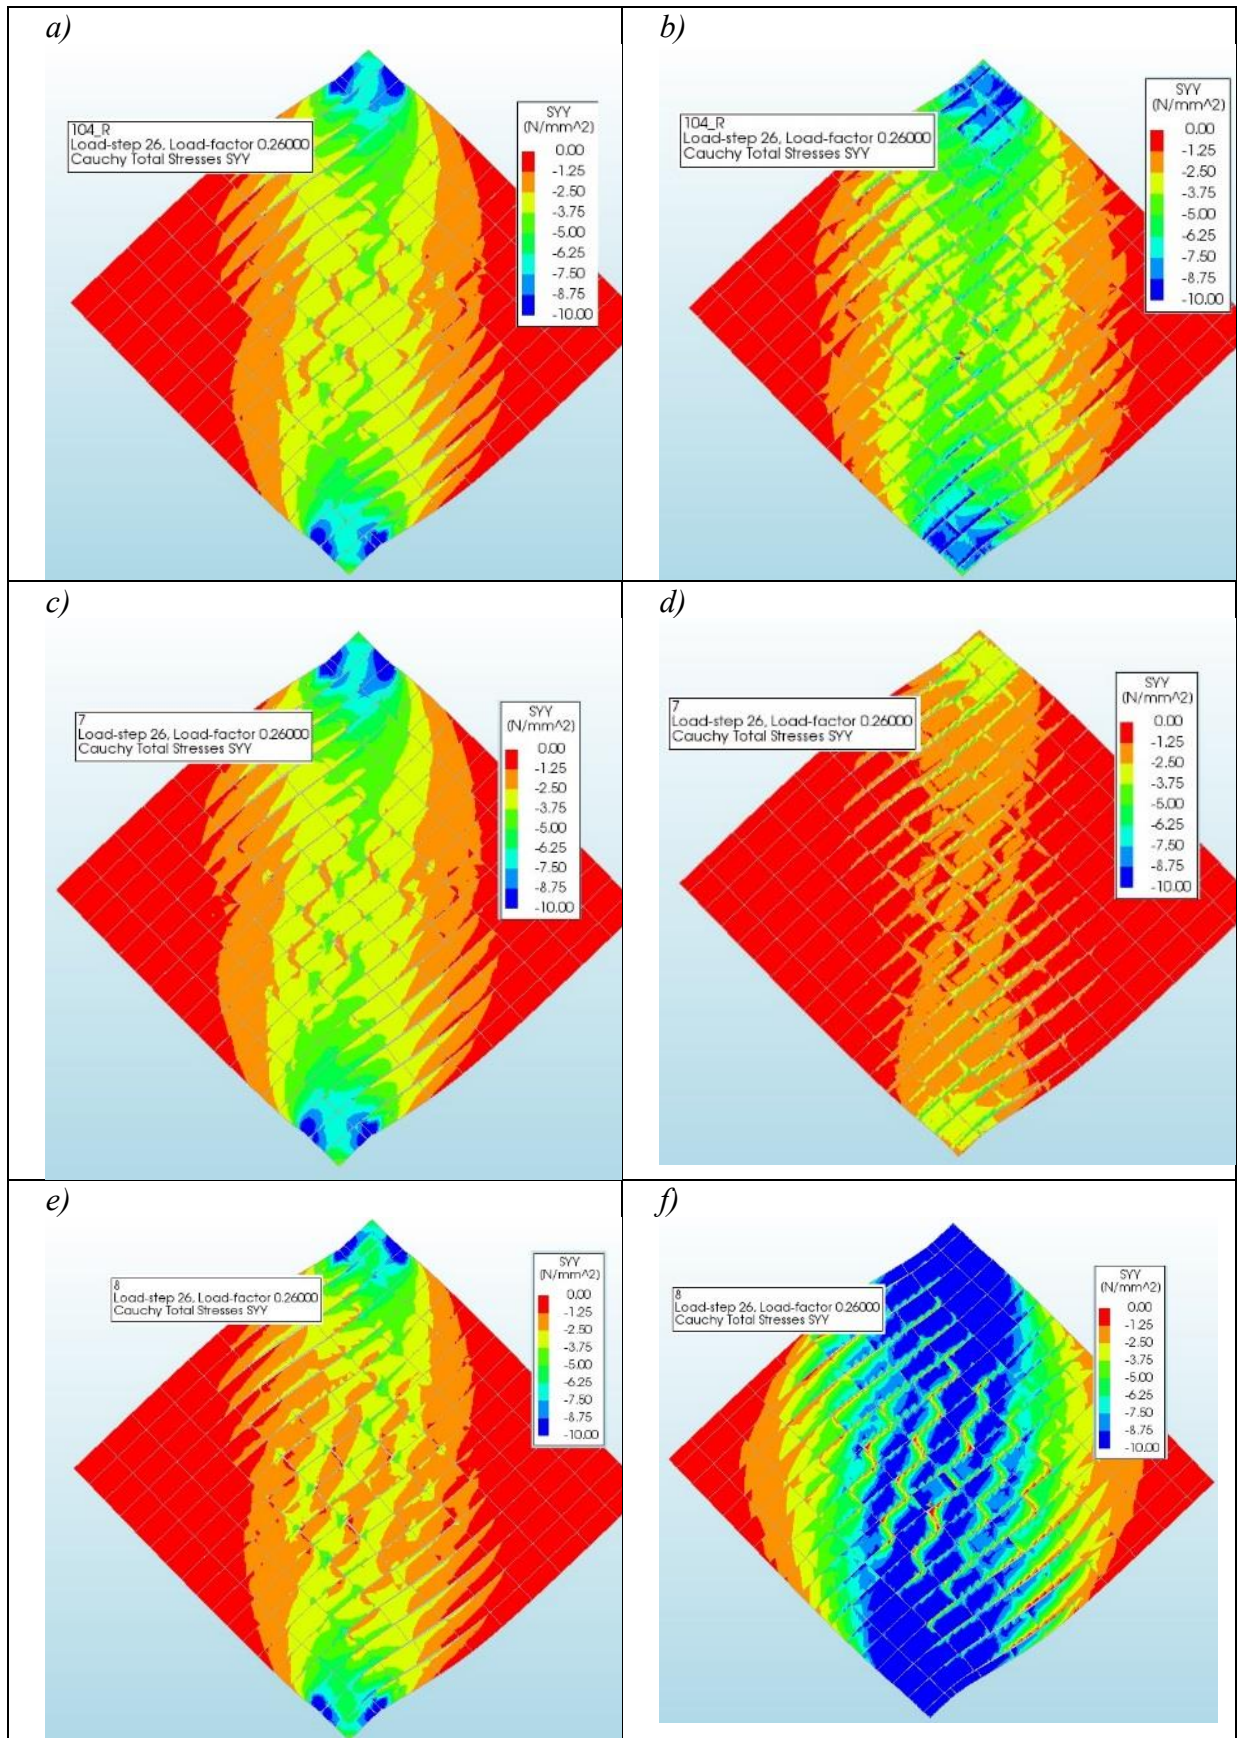 a)
104_R
Load-step 26, Load-factor 0.26000
Cauchy Total Stresses SYY
SYY
(N/mm^2)
0.00
-1.25
-2.50
-3.75
-5.00
-6.25
-7.50
-8.75
-10.00
b)
104_R
Load-step 26, Load-factor 0.26000
Cauchy Total Stresses SYY
SYY
(N/mm^2)
0.00
-1.25
-2.50
-3.75
-5.00
-6.25
-7.50
-8.75
-10.00
c)
7
Load-step 26, Load-factor 0.26000
Cauchy Total Stresses SYY
SYY
(N/mm^2)
0.00
-1.25
-2.50
-3.75
-5.00
-6.25
-7.50
-8.75
-10.00
d)
7
Load-step 26, Load-factor 0.26000
Cauchy Total Stresses SYY
SYY
(N/mm^2)
0.00
-1.25
-2.50
-3.75
-5.00
-6.25
-7.50
-8.75
-10.00
e)
8
Load-step 26, Load-factor 0.26000
Cauchy Total Stresses SYY
SYY
(N/mm^2)
0.00
-1.25
-2.50
-3.75
-5.00
-6.25
-7.50
-8.75
-10.00
f)
8
Load-step 26, Load-factor 0.26000
Cauchy Total Stresses SYY
SYY
(N/mm^2)
0.00
-1.25
-2.50
-3.75
-5.00
-6.25
-7.50
-8.75
-10.00